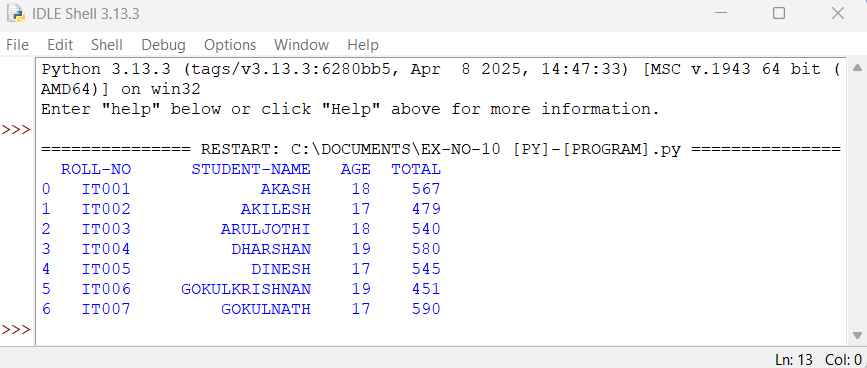 IDLE Shell 3.13.3
File Edit Shell Debug Options Window Help
Python 3.13.3 (tags/v3.13.3:6280bb5, Apr  8 2025, 14:47:33) [MSC v.1943 64 bit (
AMD64)] on win32
Enter "help" below or click "Help" above for more information.
>>>
=============== RESTART: C:\DOCUMENTS\EX-NO-10 [PY]-[PROGRAM].py ===============
  ROLL-NO      STUDENT-NAME   AGE  TOTAL
0   IT001             AKASH    18    567
1   IT002           AKILESH    17    479
2   IT003         ARULJOTHI    18    540
3   IT004          DHARSHAN    19    580
4   IT005            DINESH    17    545
5   IT006     GOKULKRISHNAN    19    451
6   IT007         GOKULNATH    17    590
>>>
Ln: 13 Col: 0